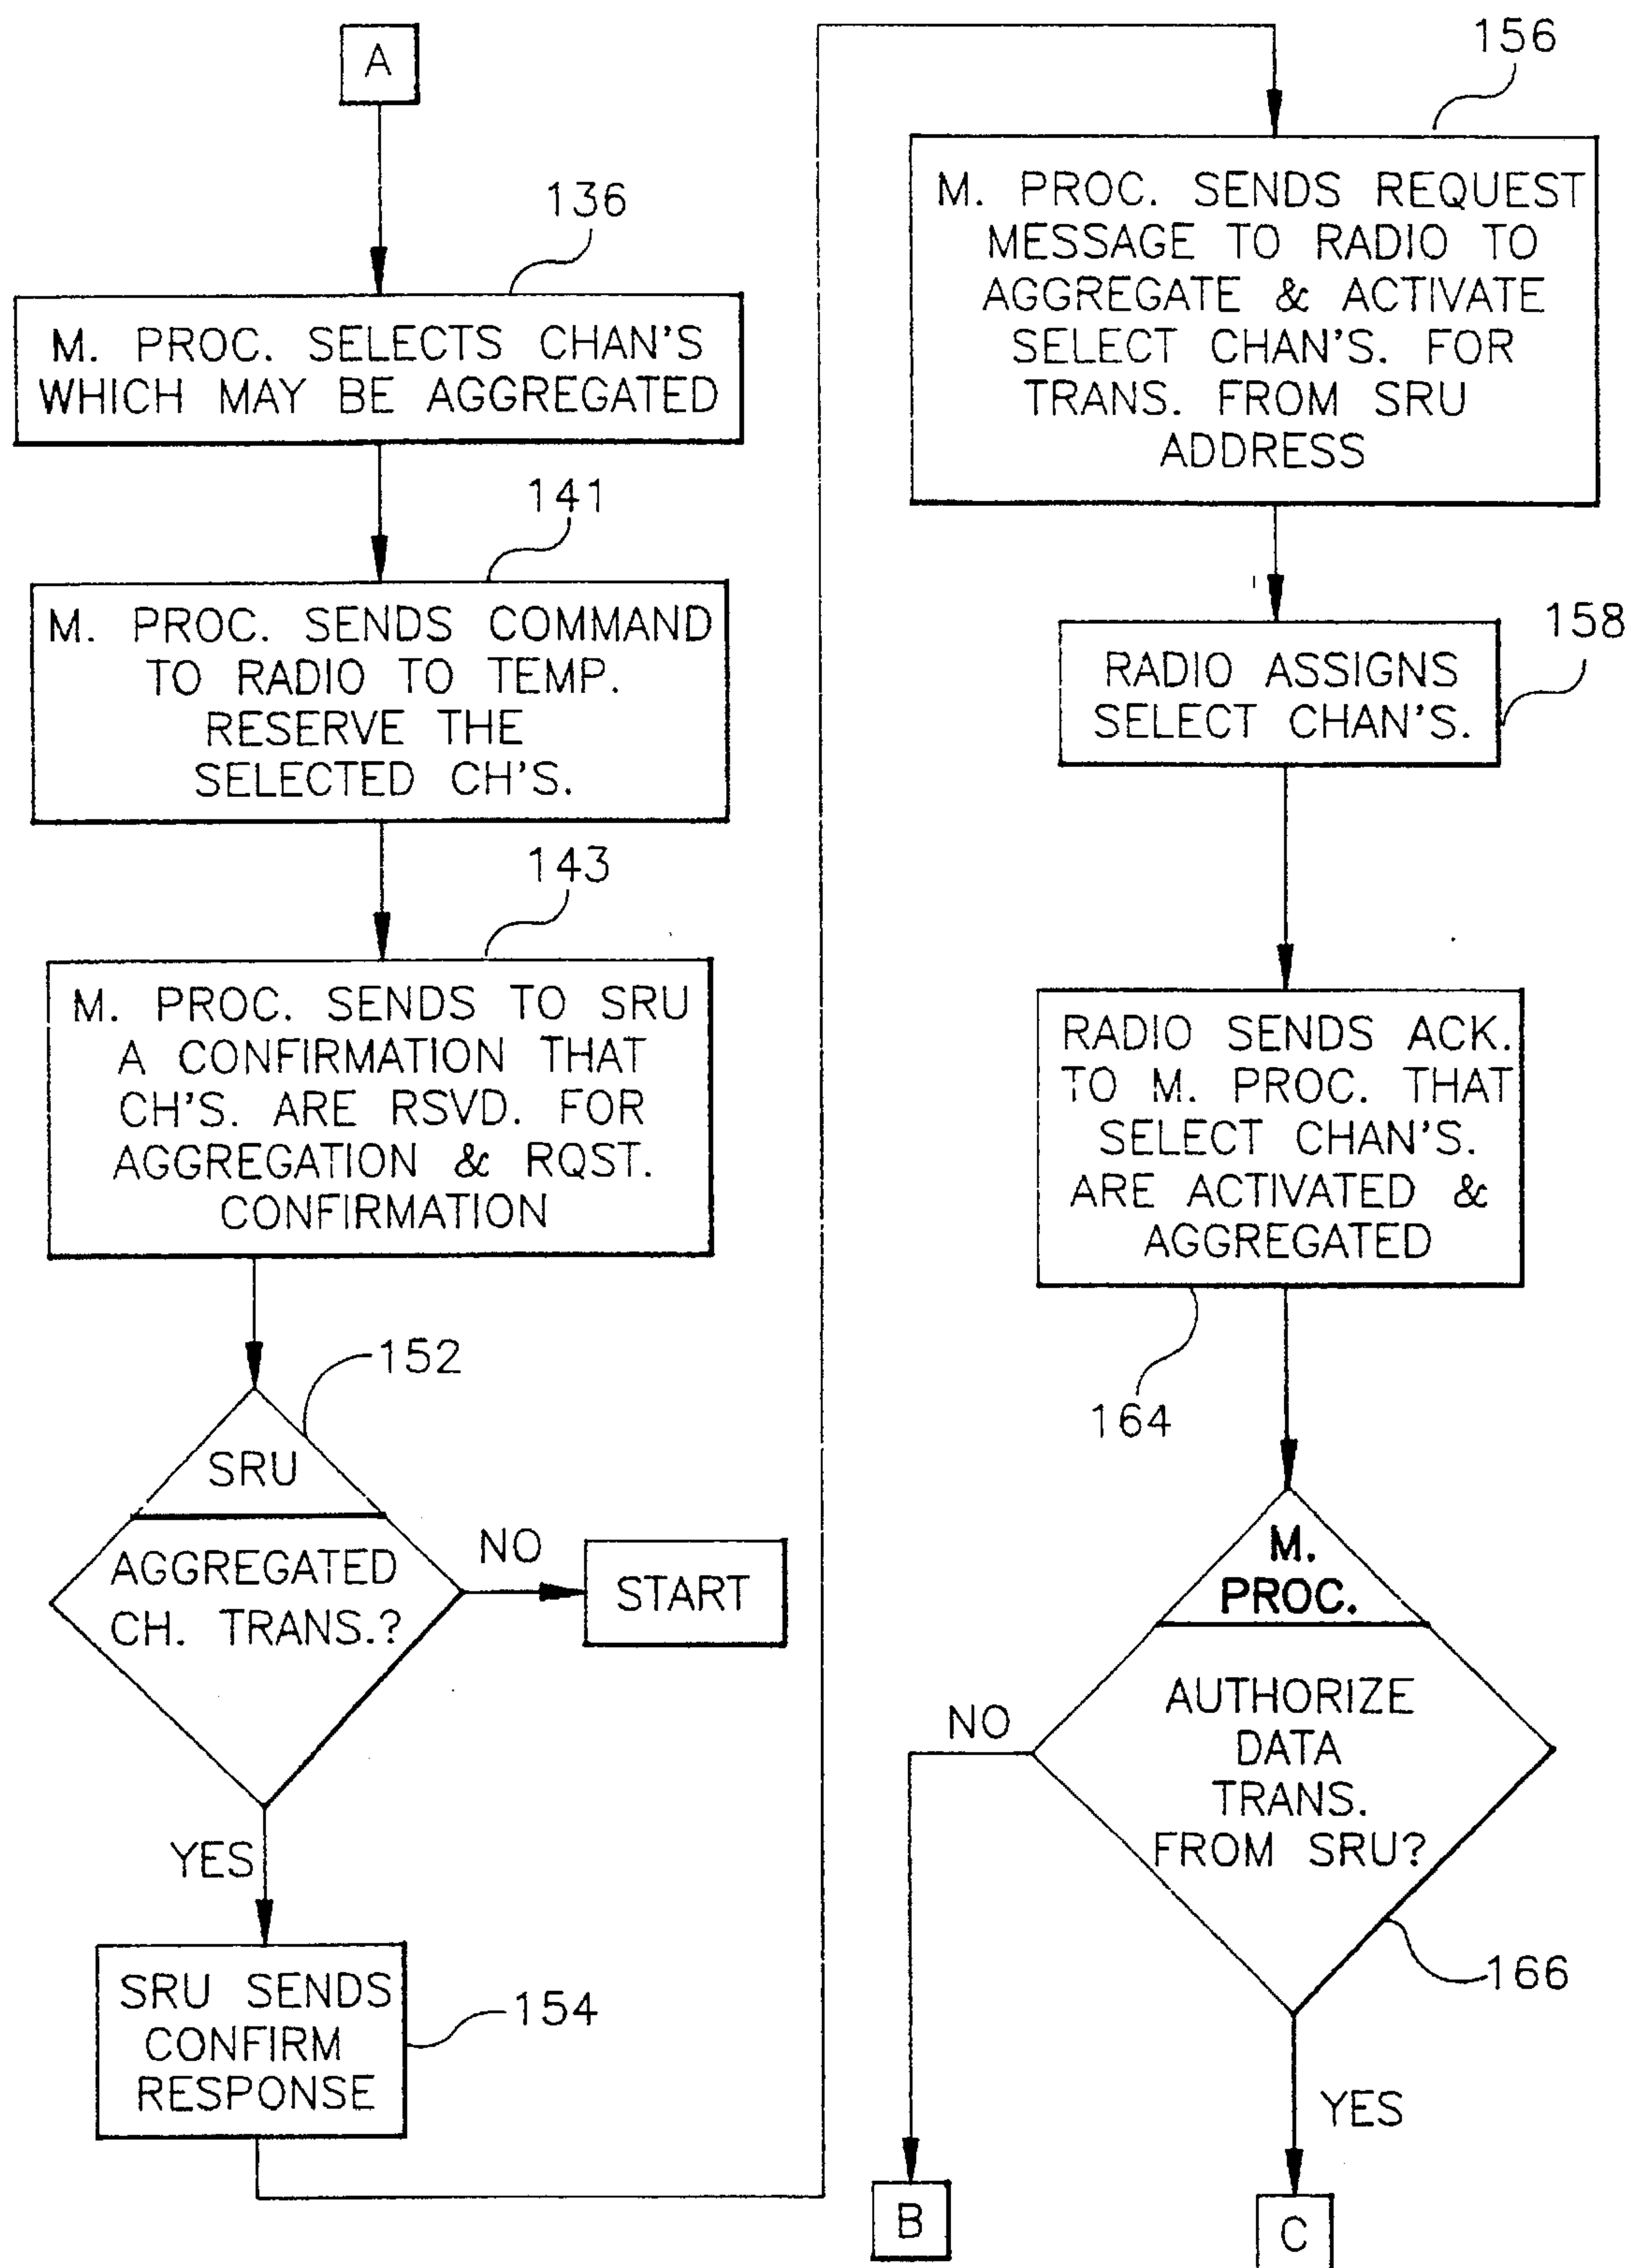 A
136
M. PROC. SELECTS CHAN'S
WHICH MAY BE AGGREGATED
141
M. PROC. SENDS COMMAND
TO RADIO TO TEMP.
RESERVE THE
SELECTED CH'S.
143
M. PROC. SENDS TO SRU
A CONFIRMATION THAT
CH'S. ARE RSVD. FOR
AGGREGATION & RQST.
CONFIRMATION
152
SRU
AGGREGATED
CH. TRANS.?
NO
START
YES
SRU SENDS
CONFIRM
RESPONSE
154
156
M. PROC. SENDS REQUEST
MESSAGE TO RADIO TO
AGGREGATE & ACTIVATE
SELECT CHAN'S. FOR
TRANS. FROM SRU
ADDRESS
158
RADIO ASSIGNS
SELECT CHAN'S.
RADIO SENDS ACK.
TO M. PROC. THAT
SELECT CHAN'S.
ARE ACTIVATED &
AGGREGATED
164
M.
PROC.
AUTHORIZE
DATA
TRANS.
FROM SRU?
NO
166
YES
B
C